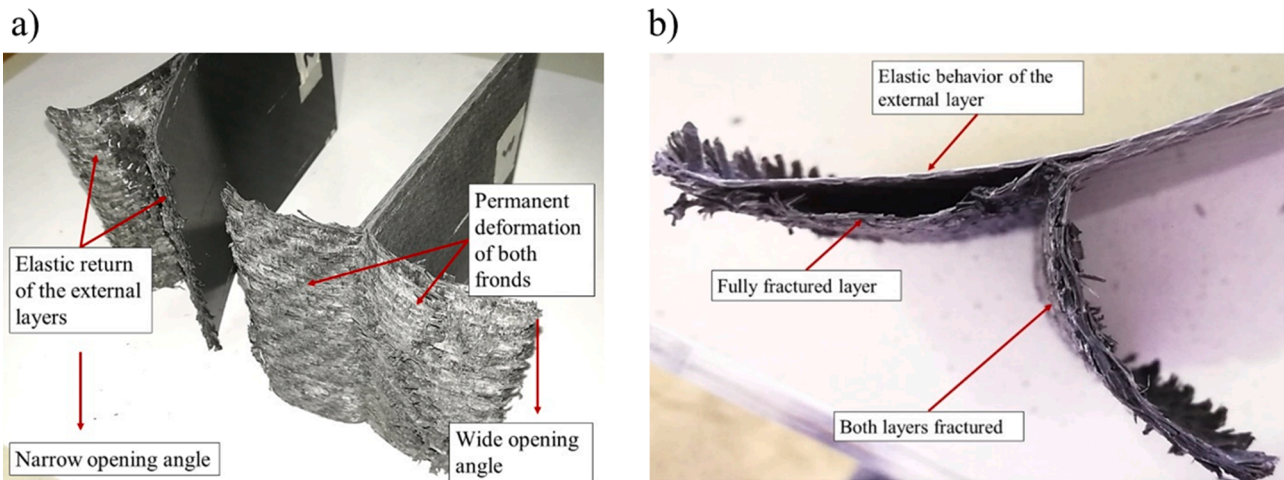 a)
b)
Elastic return
of the external
layers
Narrow opening angle
Permanent
deformation
of both
fronds
Wide opening
angle
Elastic behavior of the
external layer
Fully fractured layer
Both layers fractured